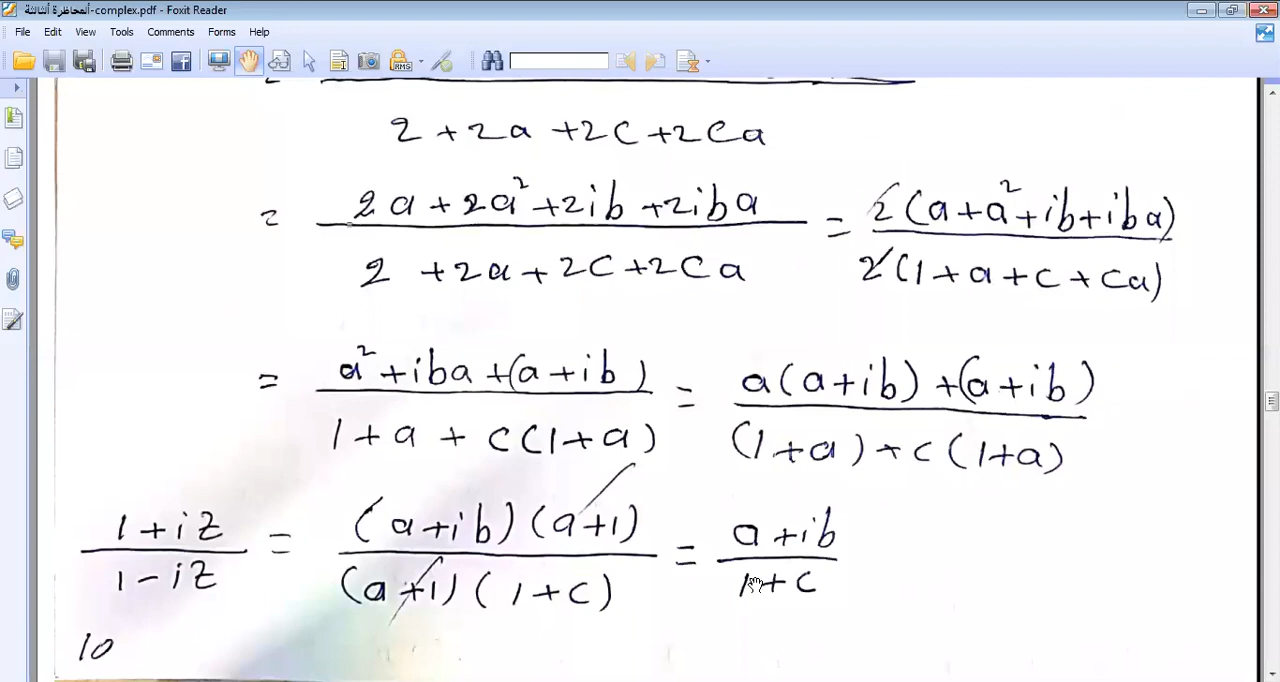 المحاظرة ألثالثة-complex.pdf - Foxit Reader
File Edit View Tools Comments Forms Help
2 + 2a + 2c + 2ca
= (2a + 2a² + 2ib + 2iba) / (2 + 2a + 2c + 2ca) = 2(a + a² + ib + iba) / 2(1 + a + c + ca)
= (a² + iba + (a + ib)) / (1 + a + c(1 + a)) = (a(a + ib) + (a + ib)) / ((1 + a) + c(1 + a))
(1 + iz) / (1 - iz) = (a + ib)(a + 1) / (a + 1)(1 + c) = (a + ib) / (1 + c)
10